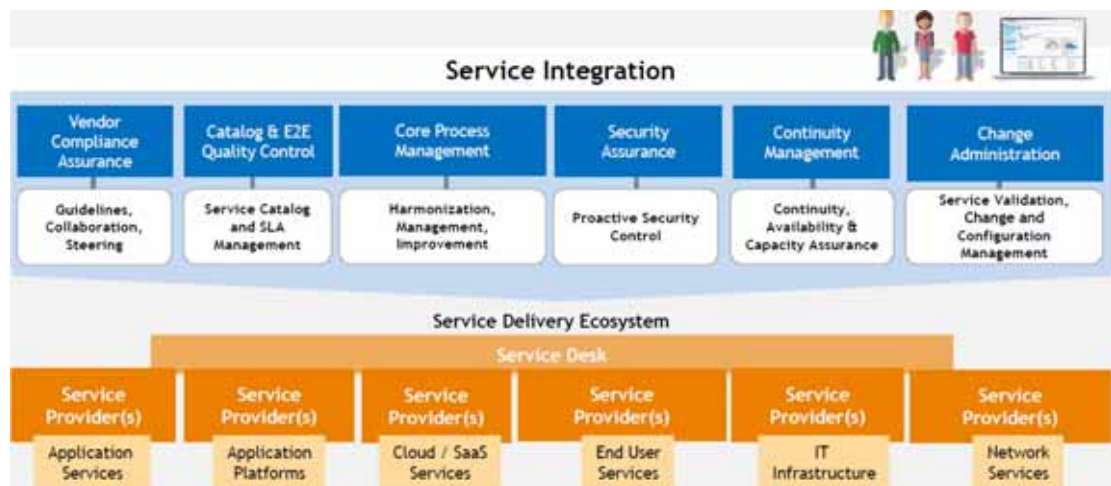 Service Integration
Vendor
Compliance
Assurance
Catalog & E2E
Quality Control
Core Process
Management
Security
Assurance
Continuity
Management
Change
Administration
Guidelines,
Collaboration,
Steering
Service Catalog
and SLA
Management
Harmonization,
Management,
Improvement
Proactive Security
Control
Continuity,
Availability &
Capacity Assurance
Service Validation,
Change and
Configuration
Management
Service Delivery Ecosystem
Service Desk
Service
Provider(s)
Service
Provider(s)
Service
Provider(s)
Service
Provider(s)
Service
Provider(s)
Service
Provider(s)
Application
Services
Application
Platforms
Cloud / SaaS
Services
End User
Services
IT
Infrastructure
Network
Services